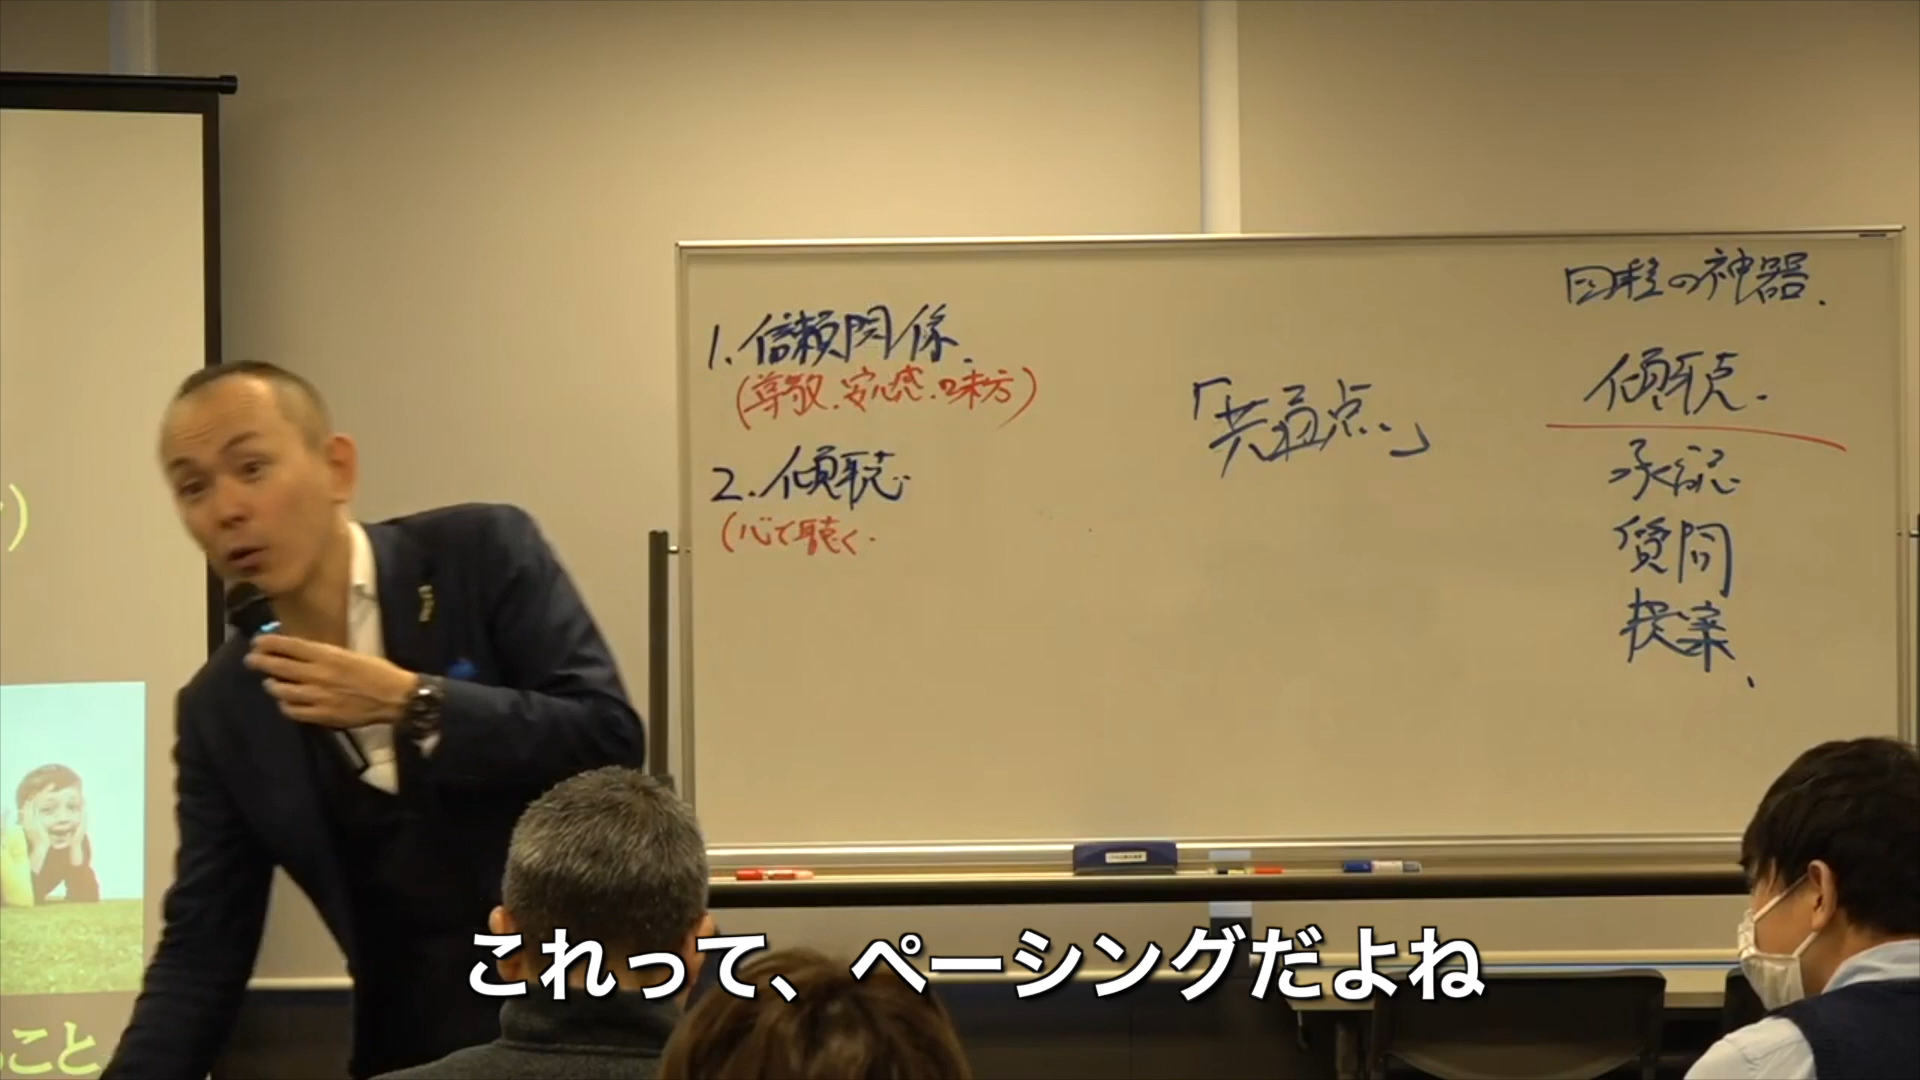 1. 信頼関係.
(尊敬.安心感.味方)
2. 傾聴.
(心で聴く.
「共通点.」
の神器.
傾聴.
承認
質問
提案、
)
こと
これって、ペーシングだよね